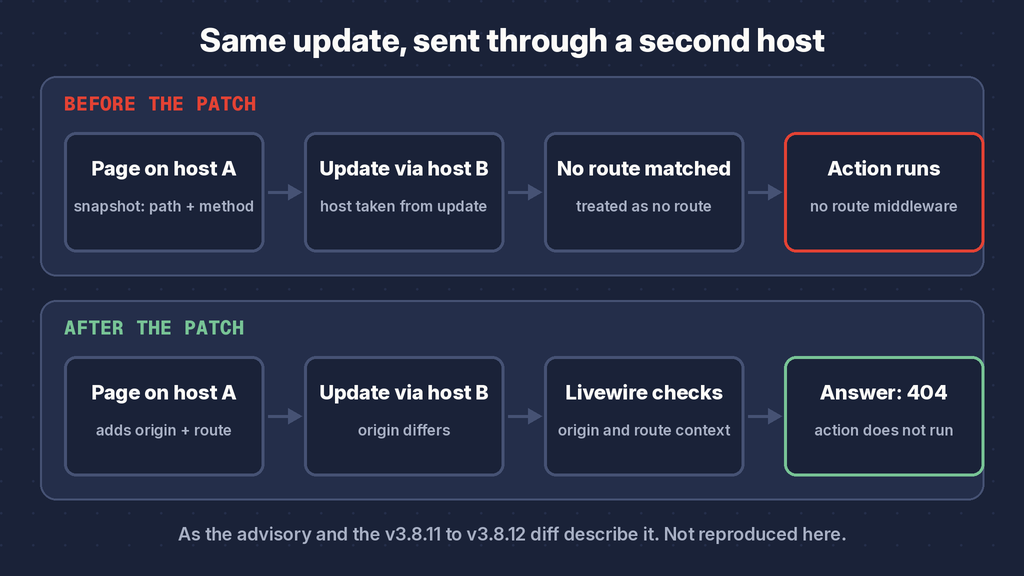 Same update, sent through a second host
BEFORE THE PATCH
Page on host A
snapshot: path + method
Update via host B
host taken from update
No route matched
treated as no route
Action runs
no route middleware
AFTER THE PATCH
Page on host A
adds origin + route
Update via host B
origin differs
Livewire checks
origin and route context
Answer: 404
action does not run
As the advisory and the v3.8.11 to v3.8.12 diff describe it. Not reproduced here.